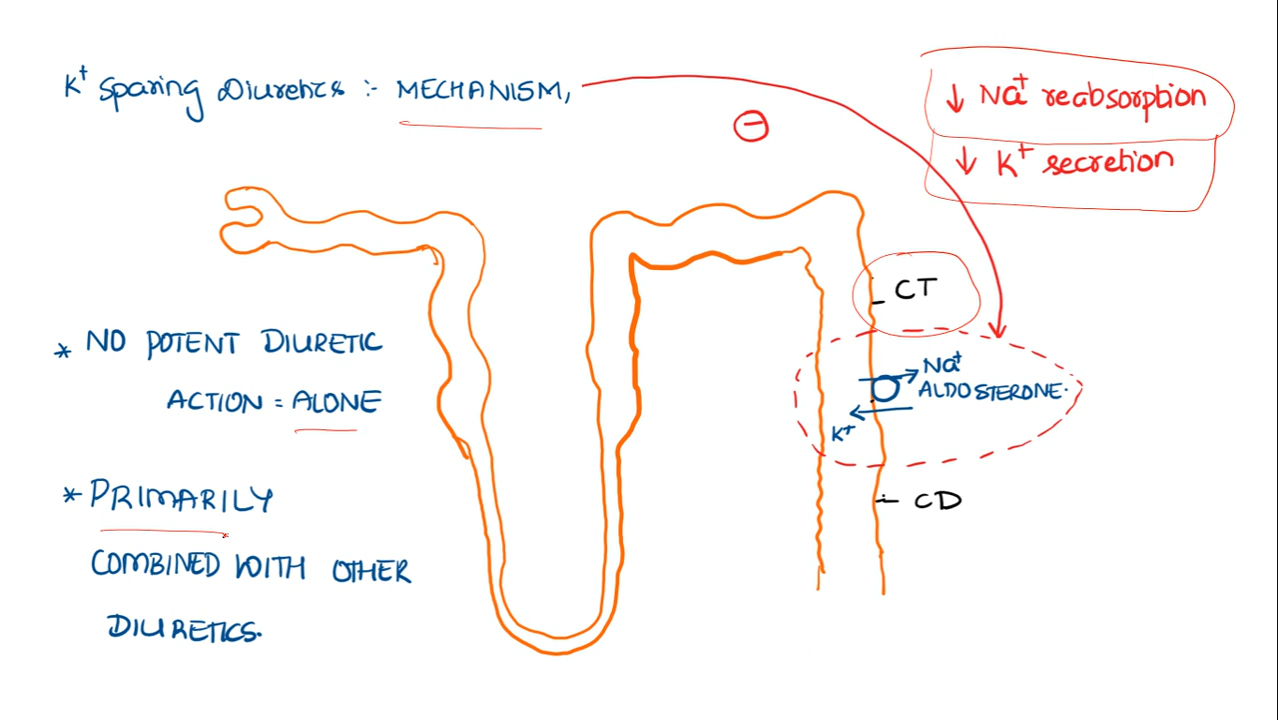 K+ Sparing Diuretics :- MECHANISM,
↓ Na+ reabsorption
↓ K+ secretion
CT
* NO POTENT DIURETIC
ACTION = ALONE
Na+
ALDOSTERONE.
K+
* PRIMARILY
COMBINED WITH OTHER
DIURETICS.
CD